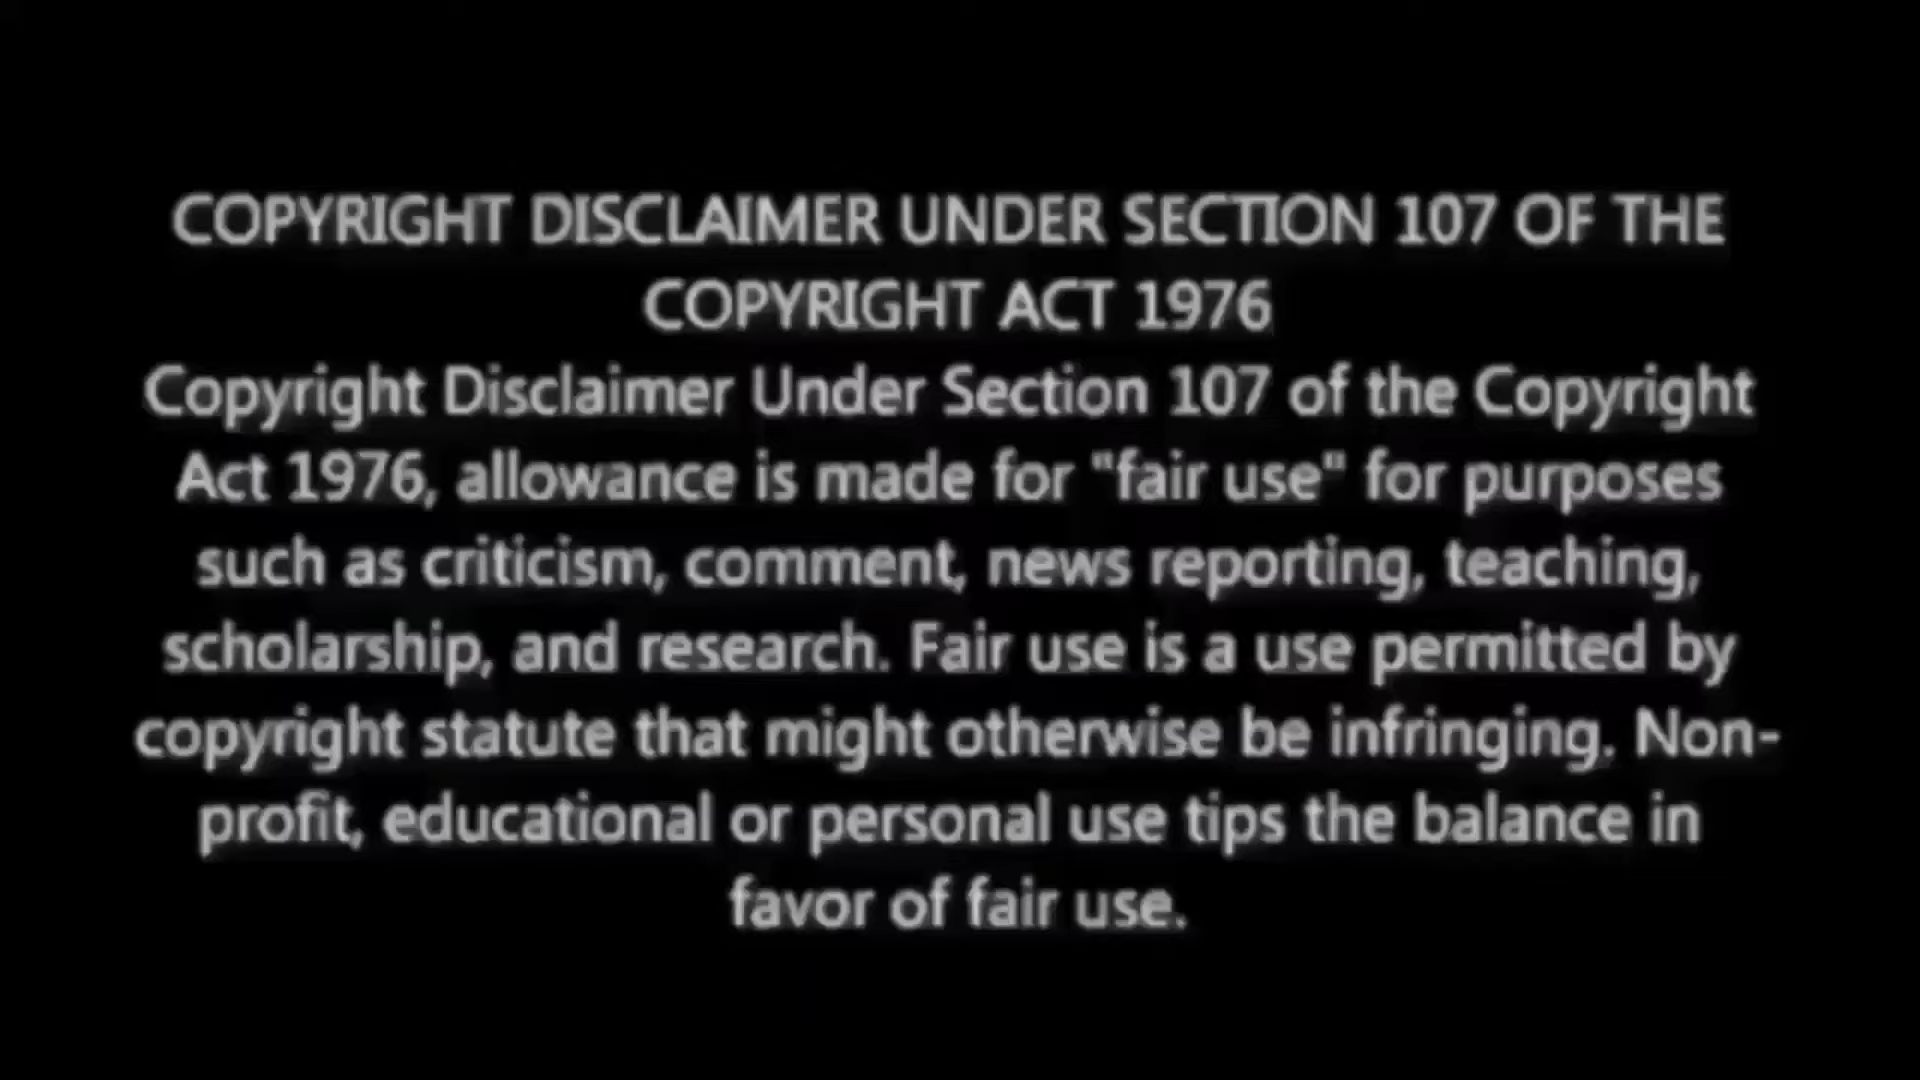 COPYRIGHT DISCLAIMER UNDER SECTION 107 OF THE
COPYRIGHT ACT 1976
Copyright Disclaimer Under Section 107 of the Copyright
Act 1976, allowance is made for "fair use" for purposes
such as criticism, comment, news reporting, teaching,
scholarship, and research. Fair use is a use permitted by
copyright statute that might otherwise be infringing. Non-
profit, educational or personal use tips the balance in
favor of fair use.